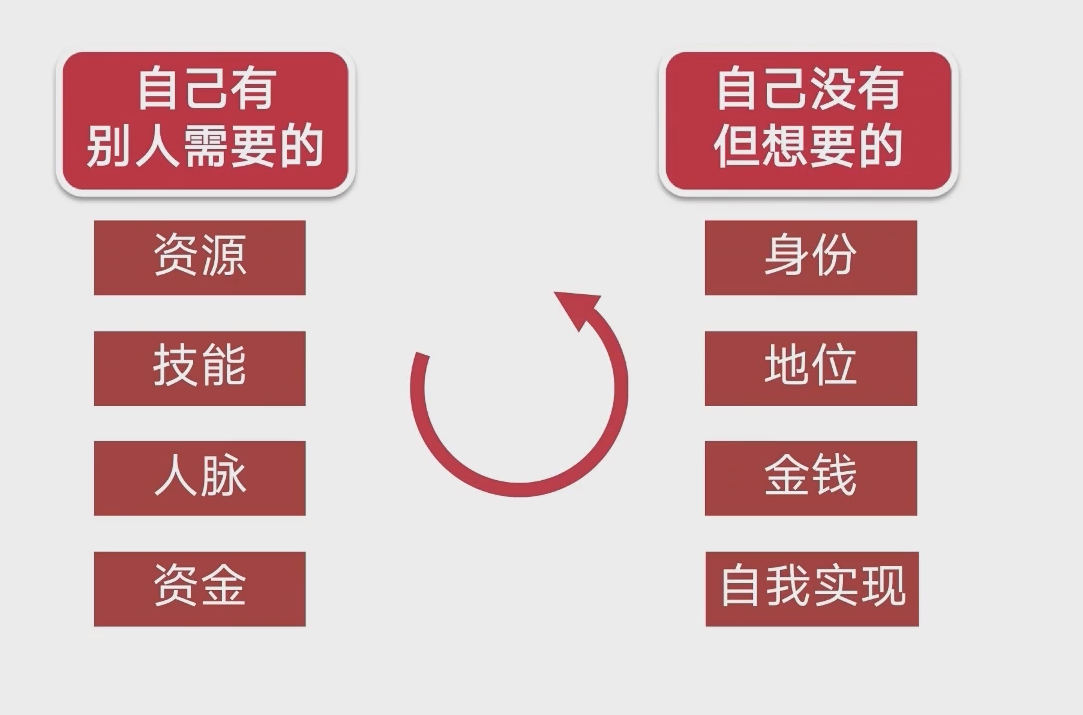 自己有
别人需要的
资源
技能
人脉
资金
自己没有
但想要的
身份
地位
金钱
自我实现